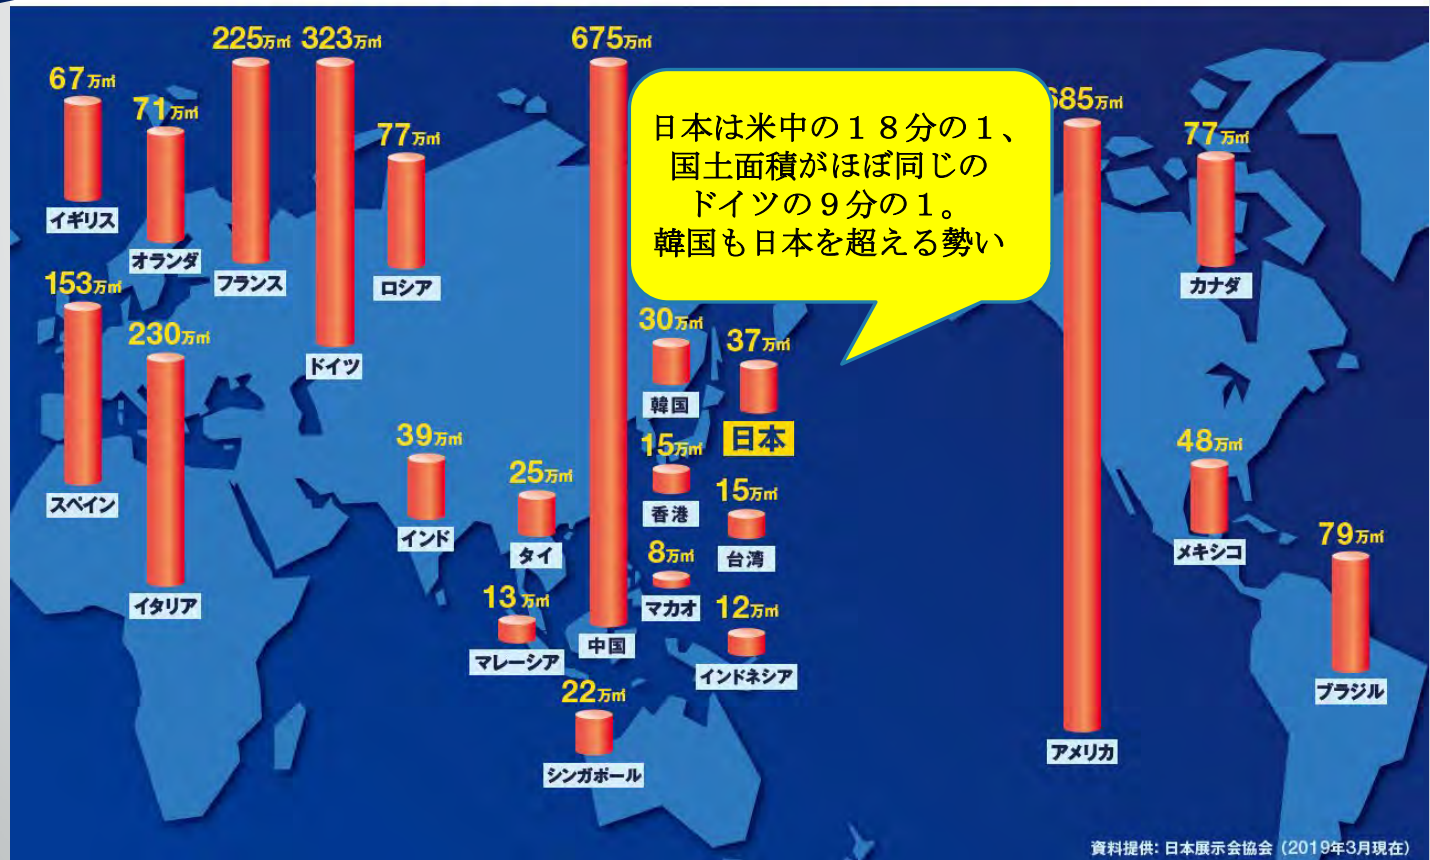 225万㎡
323万㎡
675万㎡
67万㎡
71万㎡
77万㎡
685万㎡
77万㎡
日本は米中の１８分の１、
国土面積がほぼ同じの
ドイツの９分の１。
韓国も日本を超える勢い
イギリス
オランダ
フランス
ロシア
カナダ
153万㎡
230万㎡
ドイツ
30万㎡
37万㎡
韓国
日本
39万㎡
25万㎡
15万㎡
15万㎡
48万㎡
スペイン
インド
タイ
香港
台湾
メキシコ
79万㎡
イタリア
13万㎡
8万㎡
マカオ
12万㎡
マレーシア
中国
インドネシア
22万㎡
ブラジル
シンガポール
アメリカ
資料提供：日本展示会協会（2019年3月現在）